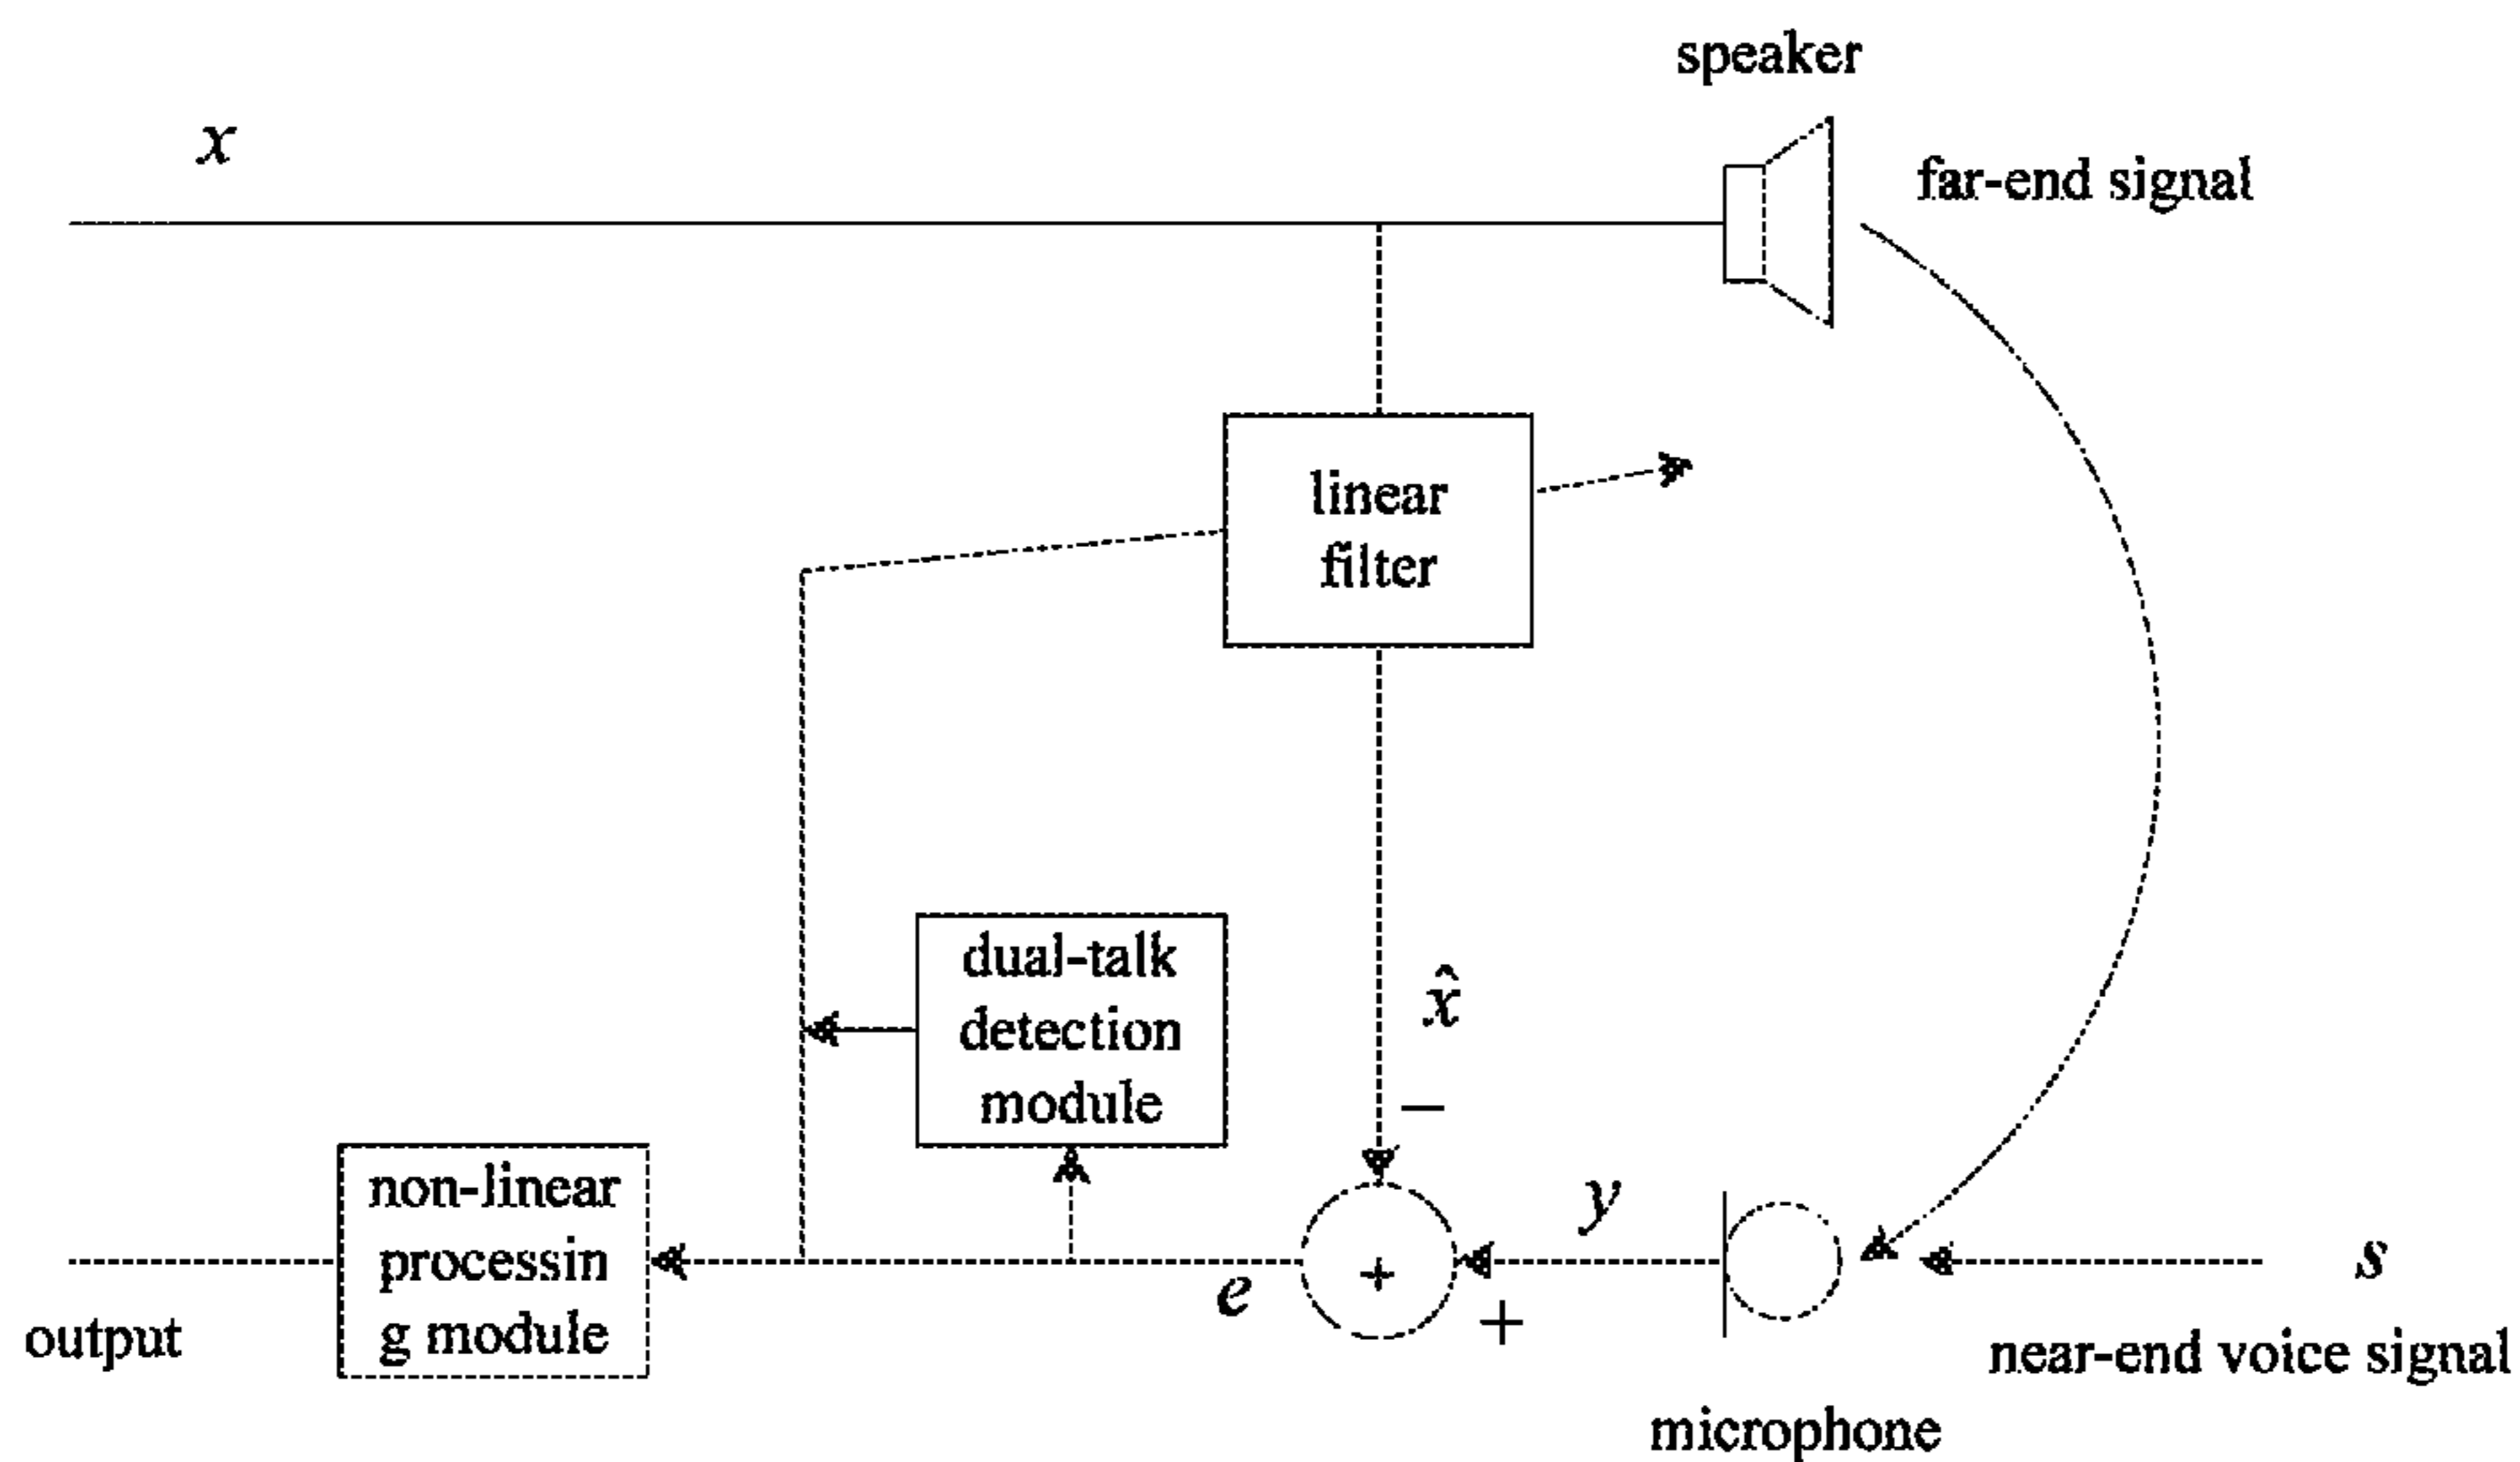 speaker
x
far-end signal
linear
filter
dual-talk
detection
module
x̂
−
non-linear
processin
g module
y
+
e
+
s
output
near-end voice signal
microphone